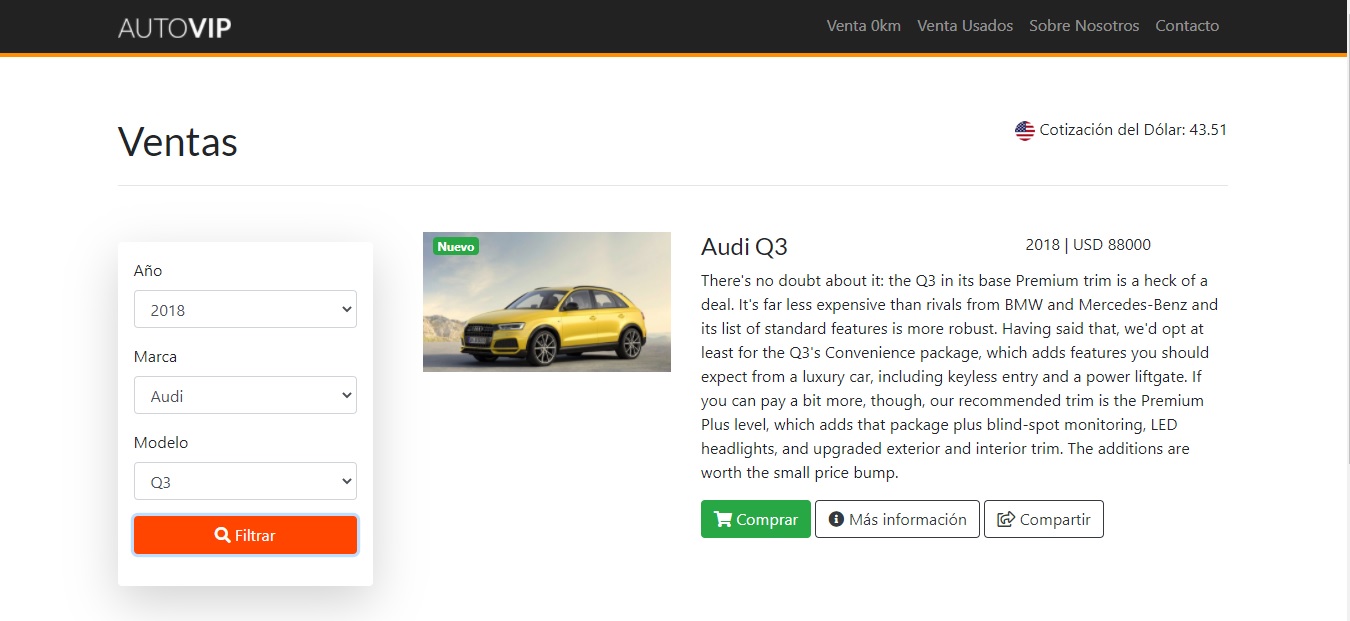 AUTOVIP
Venta 0km Venta Usados Sobre Nosotros Contacto
Ventas
Cotización del Dólar: 43.51
Año
2018
Marca
Audi
Modelo
Q3
Filtrar
Nuevo
Audi Q3
2018 | USD 88000
There's no doubt about it: the Q3 in its base Premium trim is a heck of a
deal. It's far less expensive than rivals from BMW and Mercedes-Benz and
its list of standard features is more robust. Having said that, we'd opt at
least for the Q3's Convenience package, which adds features you should
expect from a luxury car, including keyless entry and a power liftgate. If
you can pay a bit more, though, our recommended trim is the Premium
Plus level, which adds that package plus blind-spot monitoring, LED
headlights, and upgraded exterior and interior trim. The additions are
worth the small price bump.
Comprar Más información Compartir